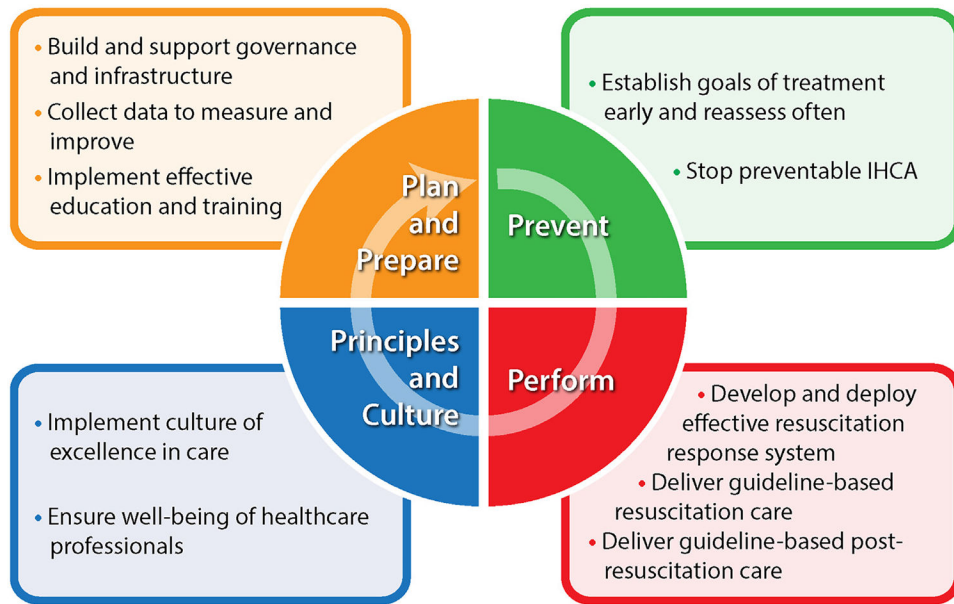 • Build and support governance
and infrastructure
• Collect data to measure and
improve
• Implement effective
education and training
Plan
and
Prepare
Prevent
• Establish goals of treatment
early and reassess often
• Stop preventable IHCA
Principles
and
Culture
• Implement culture of
excellence in care
• Ensure well-being of healthcare
professionals
Perform
• Develop and deploy
effective resuscitation
response system
• Deliver guideline-based
resuscitation care
• Deliver guideline-based post-
resuscitation care